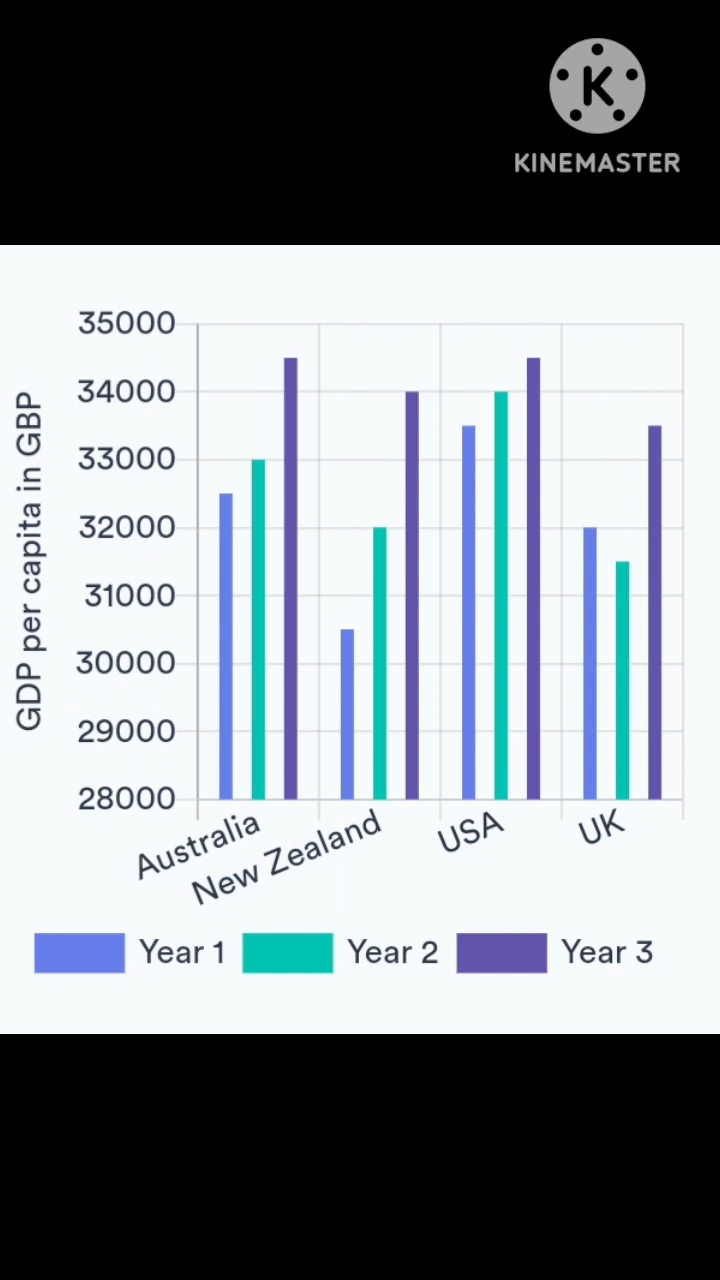 K
KINEMASTER
GDP per capita in GBP
35000
34000
33000
32000
31000
30000
29000
28000
Australia
New Zealand
USA
UK
Year 1
Year 2
Year 3